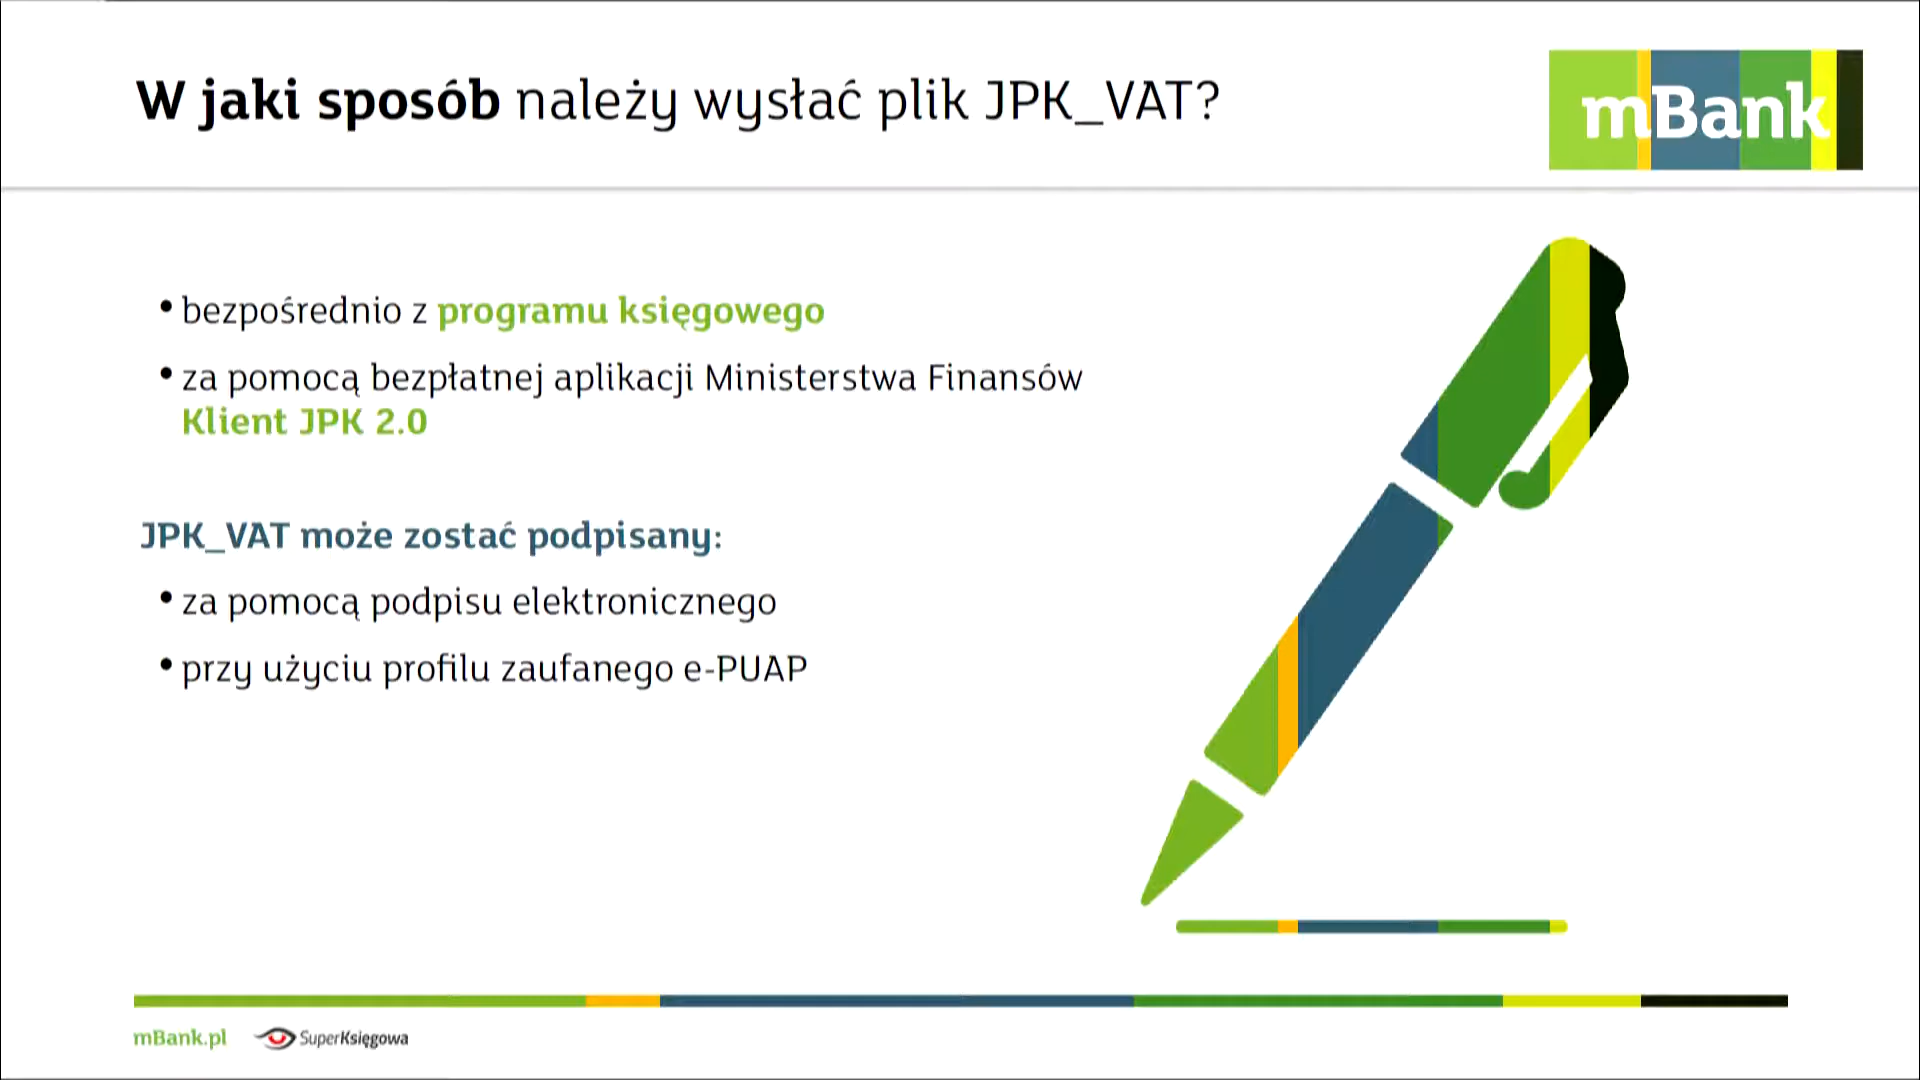 W jaki sposób należy wysłać plik JPK_VAT?
mBank
• bezpośrednio z programu księgowego
• za pomocą bezpłatnej aplikacji Ministerstwa Finansów
Klient JPK 2.0
JPK_VAT może zostać podpisany:
• za pomocą podpisu elektronicznego
• przy użyciu profilu zaufanego e-PUAP
mBank.pl SuperKsięgowa